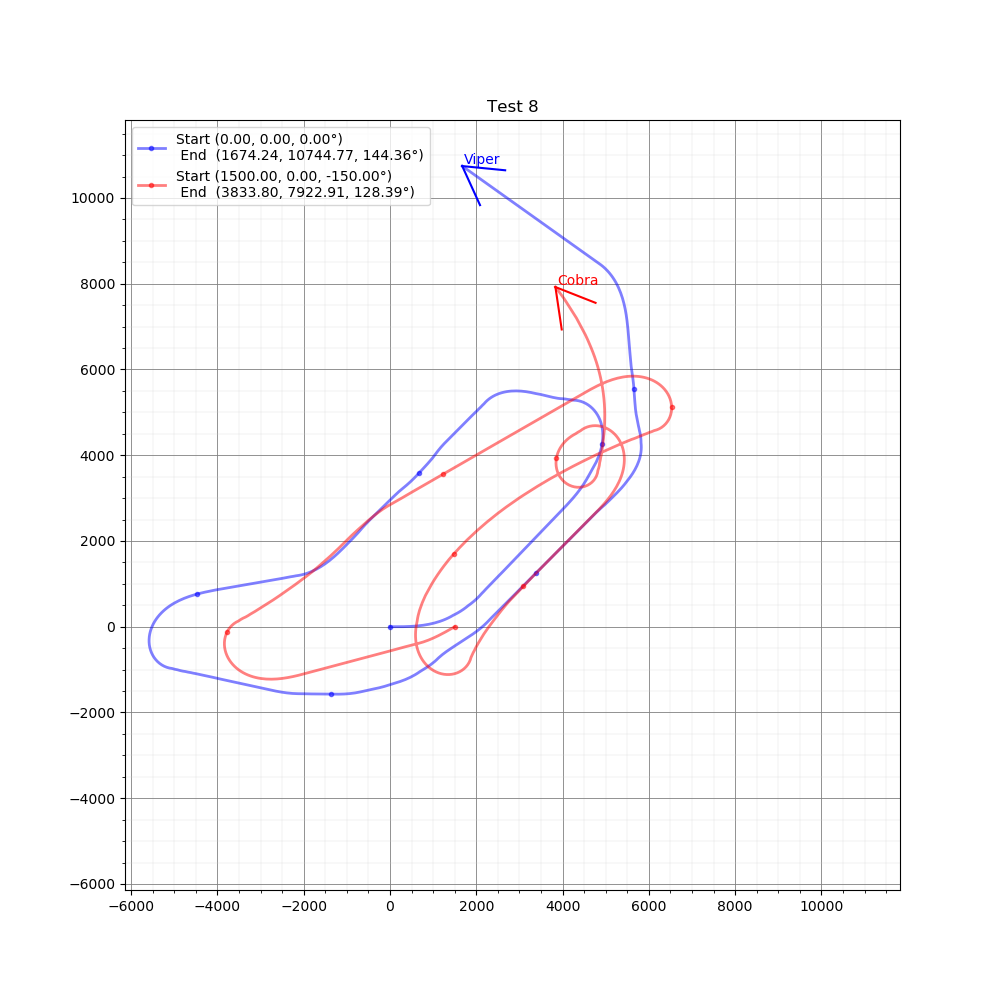 Test 8
Start (0.00, 0.00, 0.00°)
End  (1674.24, 10744.77, 144.36°)
Start (1500.00, 0.00, -150.00°)
End  (3833.80, 7922.91, 128.39°)
Viper
Cobra
10000
8000
6000
4000
2000
0
−2000
−4000
−6000
−6000 −4000 −2000 0 2000 4000 6000 8000 10000